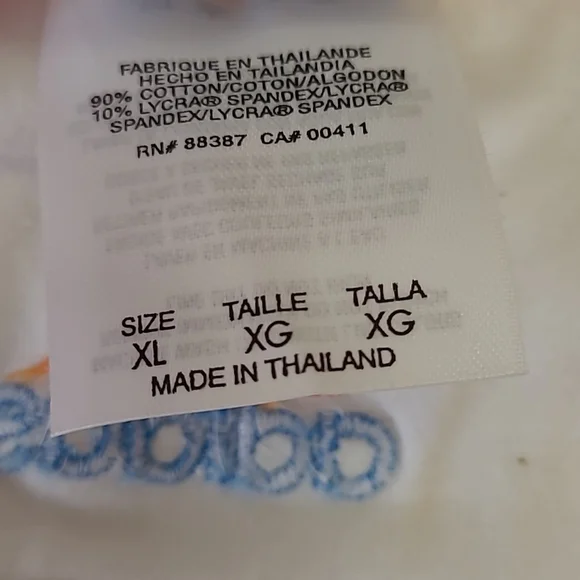 FABRIQUE EN THAILANDE
HECHO EN TAILANDIA
90% COTTON/COTON/ALGODON
10% LYCRA® SPANDEX/LYCRA®
SPANDEX/LYCRA® SPANDEX
RN# 88387 CA# 00411
SIZE TAILLE TALLA
XL XG XG
MADE IN THAILAND